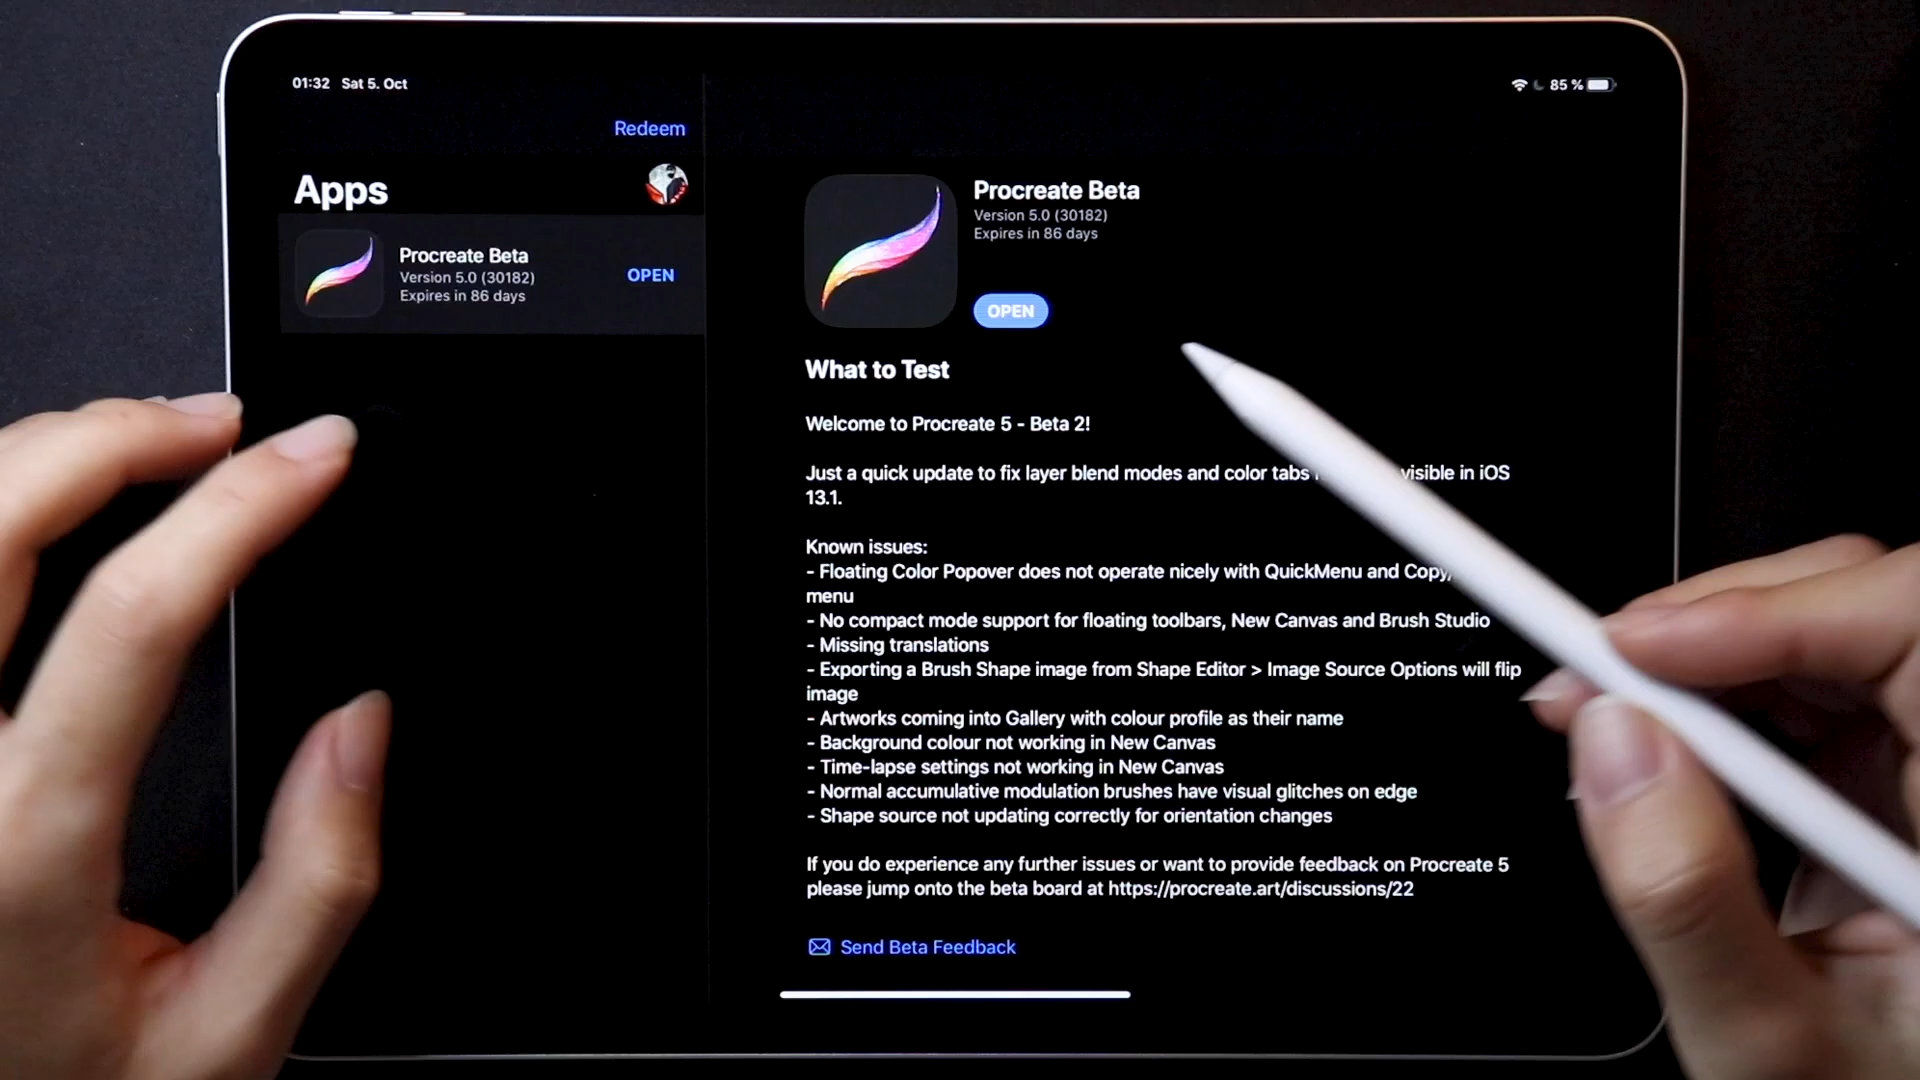 01:32 Sat 5. Oct
85 %
Redeem
Apps
Procreate Beta
Version 5.0 (30182)
Expires in 86 days
OPEN
Procreate Beta
Version 5.0 (30182)
Expires in 86 days
OPEN
What to Test
Welcome to Procreate 5 - Beta 2!
Just a quick update to fix layer blend modes and color tabs visible in iOS
13.1.
Known issues:
- Floating Color Popover does not operate nicely with QuickMenu and Copy/
menu
- No compact mode support for floating toolbars, New Canvas and Brush Studio
- Missing translations
- Exporting a Brush Shape image from Shape Editor > Image Source Options will flip
image
- Artworks coming into Gallery with colour profile as their name
- Background colour not working in New Canvas
- Time-lapse settings not working in New Canvas
- Normal accumulative modulation brushes have visual glitches on edge
- Shape source not updating correctly for orientation changes
If you do experience any further issues or want to provide feedback on Procreate 5
please jump onto the beta board at https://procreate.art/discussions/22
Send Beta Feedback